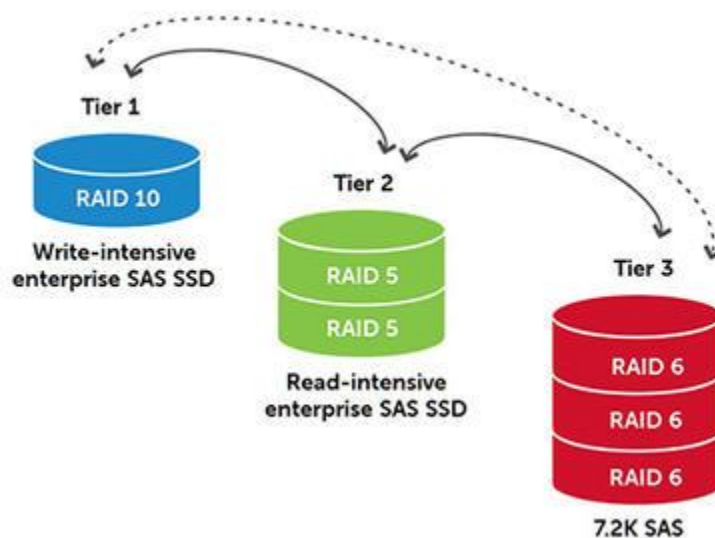 Tier 1
RAID 10
Write-intensive
enterprise SAS SSD
Tier 2
RAID 5
RAID 5
Read-intensive
enterprise SAS SSD
Tier 3
RAID 6
RAID 6
RAID 6
7.2K SAS